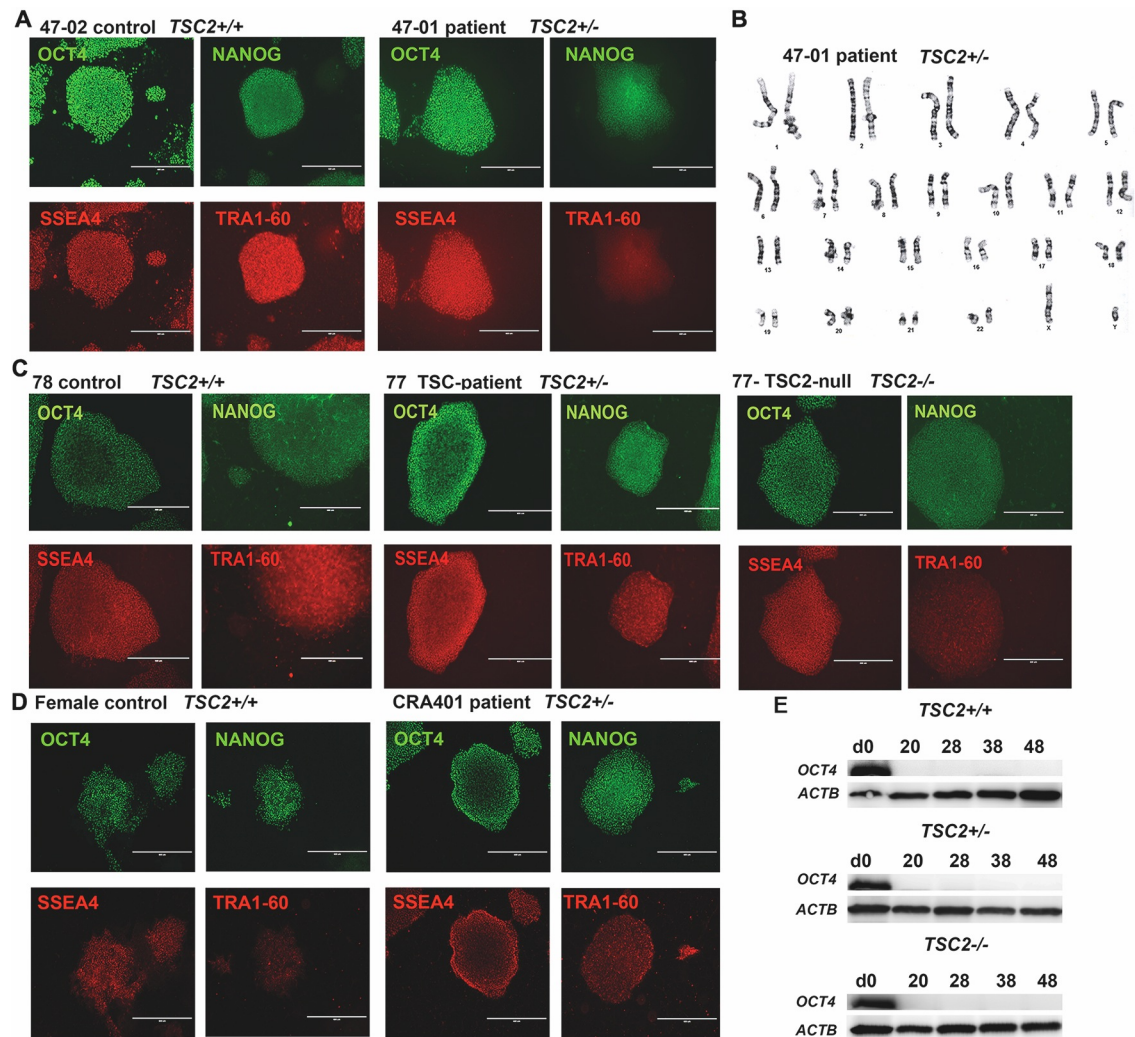 A
47-02 control TSC2+/+
47-01 patient TSC2+/-
OCT4
NANOG
OCT4
NANOG
SSEA4
TRA1-60
SSEA4
TRA1-60
B
47-01 patient TSC2+/-
1 2 3 4 5
6 7 8 9 10 11 12
13 14 15 16 17 18
19 20 21 22 X Y
C
78 control TSC2+/+
77 TSC-patient TSC2+/-
77- TSC2-null TSC2-/-
OCT4
NANOG
OCT4
NANOG
OCT4
NANOG
SSEA4
TRA1-60
SSEA4
TRA1-60
SSEA4
TRA1-60
D
Female control TSC2+/+
CRA401 patient TSC2+/-
OCT4
NANOG
OCT4
NANOG
SSEA4
TRA1-60
SSEA4
TRA1-60
E
TSC2+/+
d0 20 28 38 48
OCT4
ACTB
TSC2+/-
d0 20 28 38 48
OCT4
ACTB
TSC2-/-
d0 20 28 38 48
OCT4
ACTB